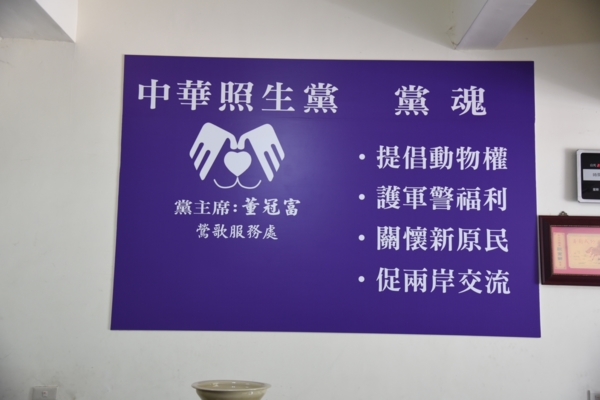 中華照生黨
黨主席：董冠富
鶯歌服務處
黨魂
・提倡動物權
・護軍警福利
・關懷新原民
・促兩岸交流